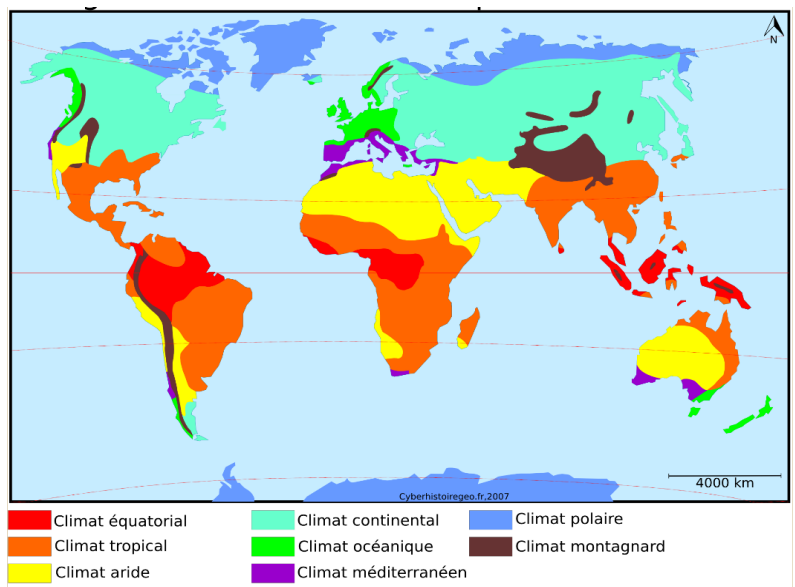 N
4000 km
Cyberhistoiregeo.fr,2007
Climat équatorial
Climat continental
Climat polaire
Climat tropical
Climat océanique
Climat montagnard
Climat aride
Climat méditerranéen